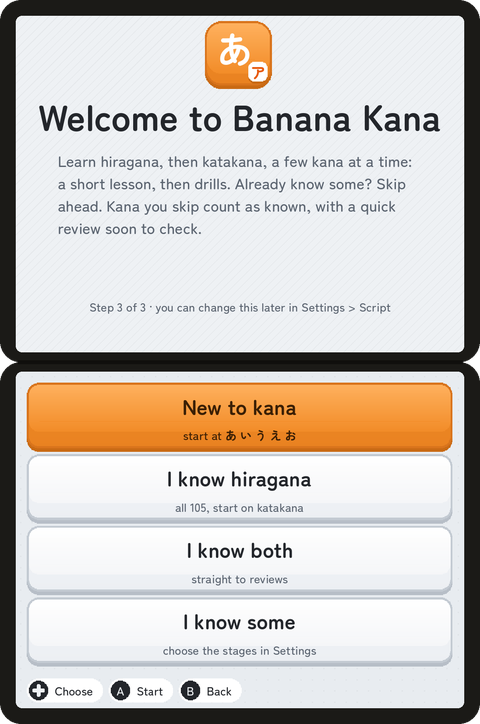 あ
ア
Welcome to Banana Kana
Learn hiragana, then katakana, a few kana at a time:
a short lesson, then drills. Already know some? Skip
ahead. Kana you skip count as known, with a quick
review soon to check.
Step 3 of 3 · you can change this later in Settings > Script
New to kana
start at あ い う え お
I know hiragana
all 105, start on katakana
I know both
straight to reviews
I know some
choose the stages in Settings
Choose
A Start
B Back